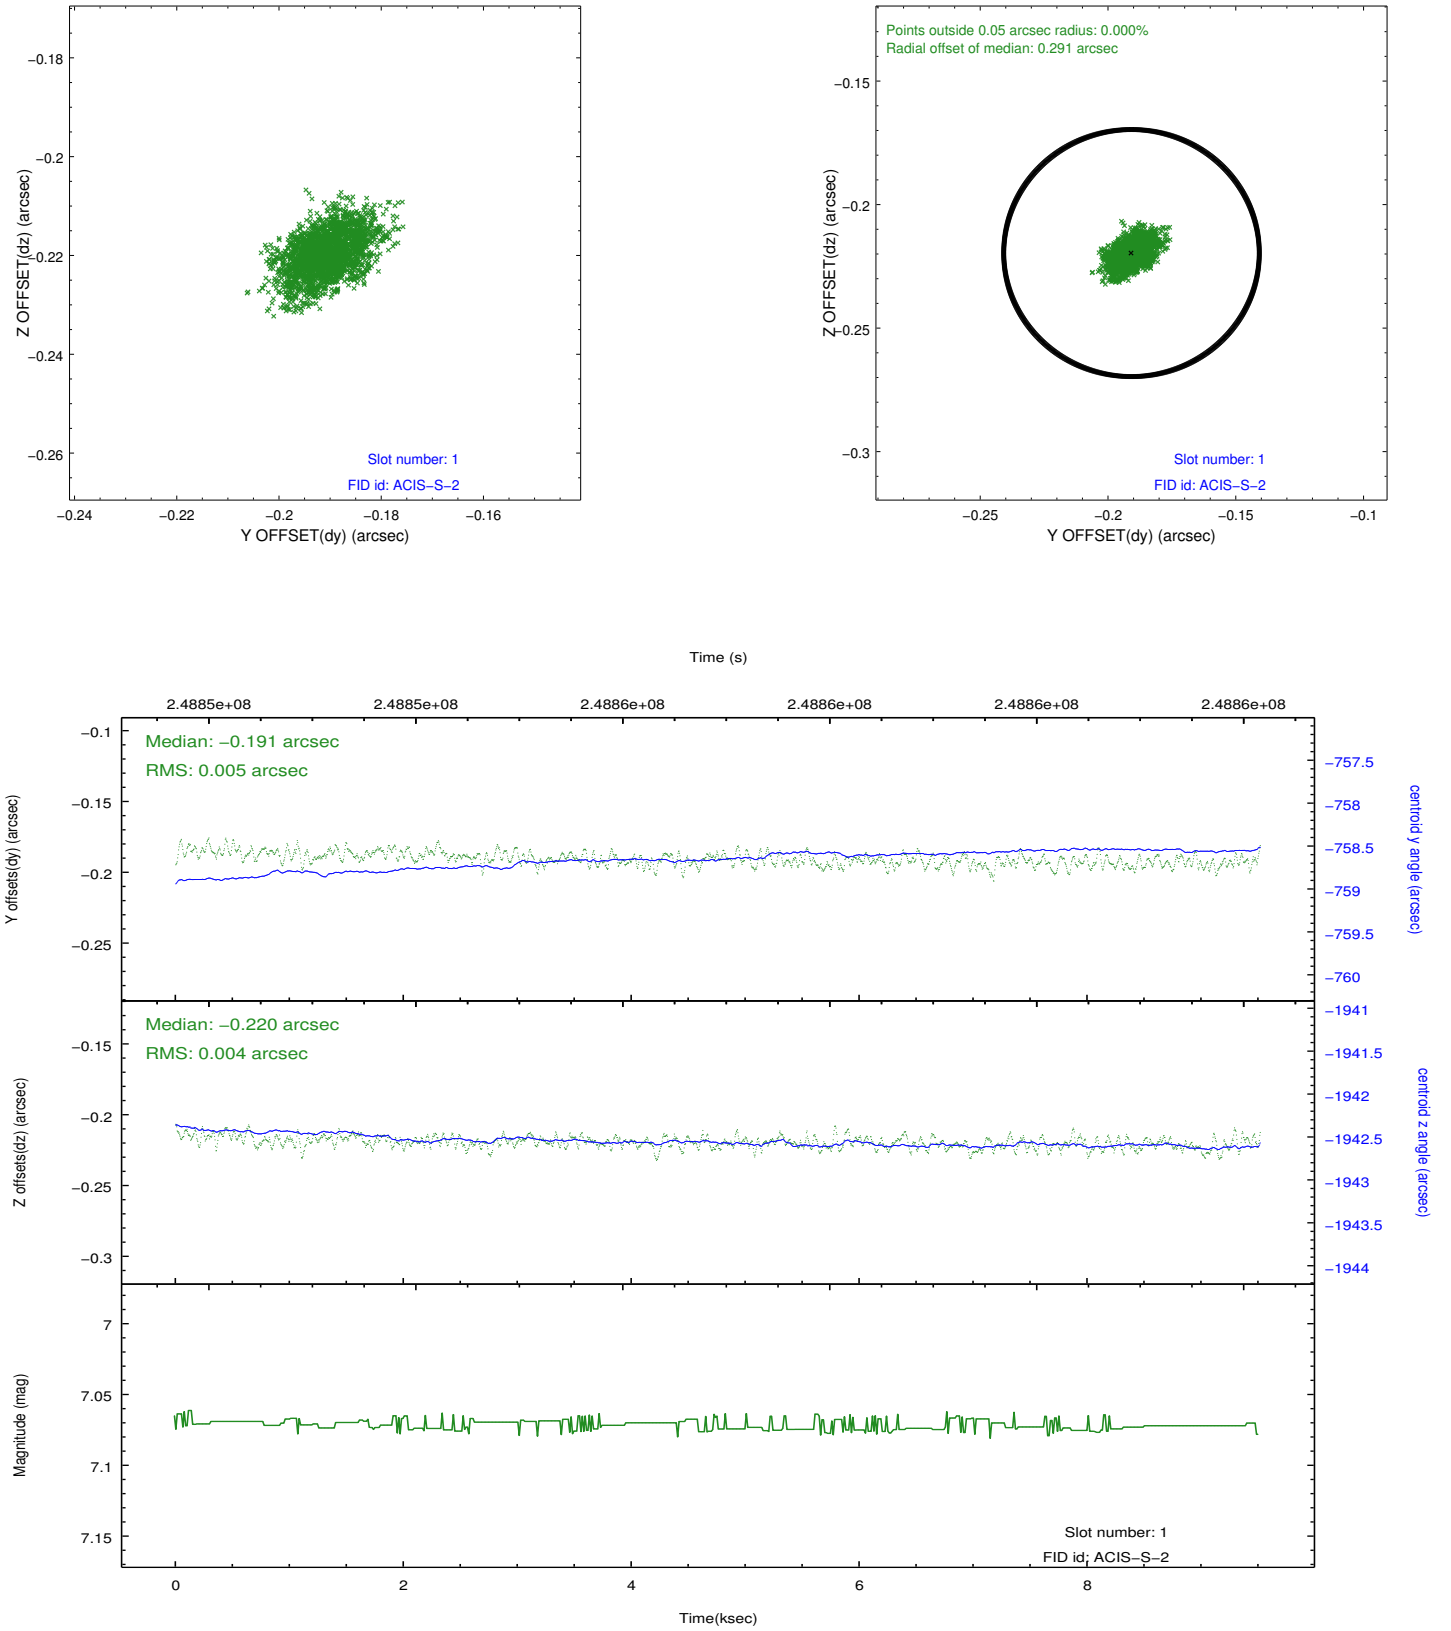 −0.18
−0.2
−0.22
−0.24
−0.26
Z OFFSET(dz) (arcsec)
Slot number: 1
FID id: ACIS−S−2
−0.24
−0.22
−0.2
−0.18
−0.16
Y OFFSET(dy) (arcsec)
Points outside 0.05 arcsec radius: 0.000%
Radial offset of median: 0.291 arcsec
−0.15
−0.2
−0.25
−0.3
Z OFFSET(dz) (arcsec)
Slot number: 1
FID id: ACIS−S−2
−0.25
−0.2
−0.15
−0.1
Y OFFSET(dy) (arcsec)
Time (s)
2.4885e+08
2.4885e+08
2.4886e+08
2.4886e+08
2.4886e+08
2.4886e+08
Median: −0.191 arcsec
RMS: 0.005 arcsec
−0.1
−0.15
−0.2
−0.25
Y offsets(dy) (arcsec)
−757.5
−758
−758.5
−759
−759.5
−760
centroid y angle (arcsec)
Median: −0.220 arcsec
RMS: 0.004 arcsec
−0.15
−0.2
−0.25
−0.3
Z offsets(dz) (arcsec)
−1941
−1941.5
−1942
−1942.5
−1943
−1943.5
−1944
centroid z angle (arcsec)
7
7.05
7.1
7.15
Magnitude (mag)
Slot number: 1
FID id: ACIS−S−2
0
2
4
6
8
Time(ksec)